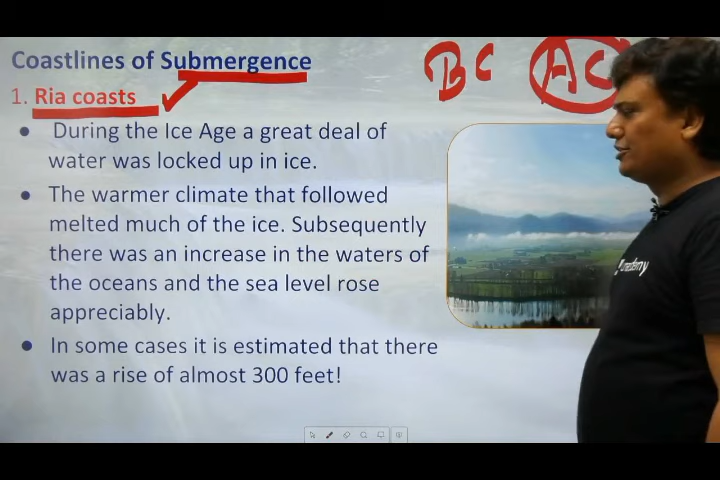 Coastlines of Submergence
BC AC
1. Ria coasts
● During the Ice Age a great deal of
water was locked up in ice.
● The warmer climate that followed
melted much of the ice. Subsequently
there was an increase in the waters of
the oceans and the sea level rose
appreciably.
● In some cases it is estimated that there
was a rise of almost 300 feet!
unacademy